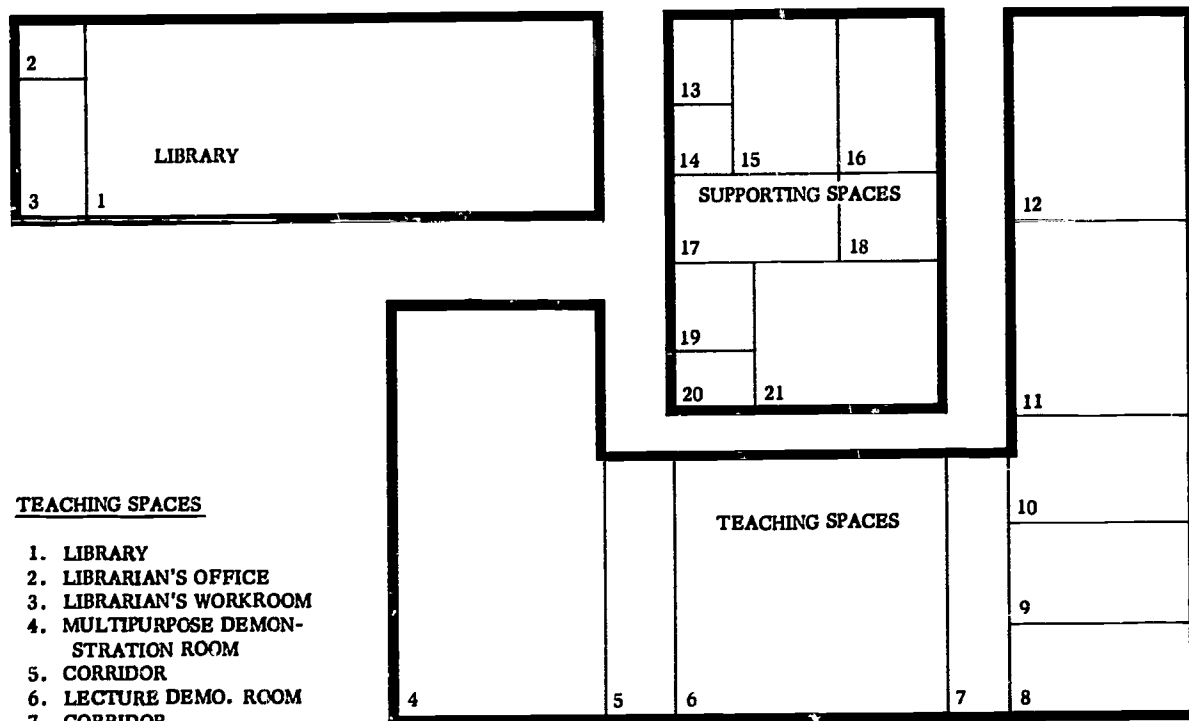 2
3
1
LIBRARY
13
14
15
16
SUPPORTING SPACES
17
18
19
20
21
12
11
10
9
8
TEACHING SPACES
4
5
6
7
TEACHING SPACES
1. LIBRARY
2. LIBRARIAN'S OFFICE
3. LIBRARIAN'S WORKROOM
4. MULTIPURPOSE DEMON-
STRATION ROOM
5. CORRIDOR
6. LECTURE DEMO. ROOM
7. CORRIDOR